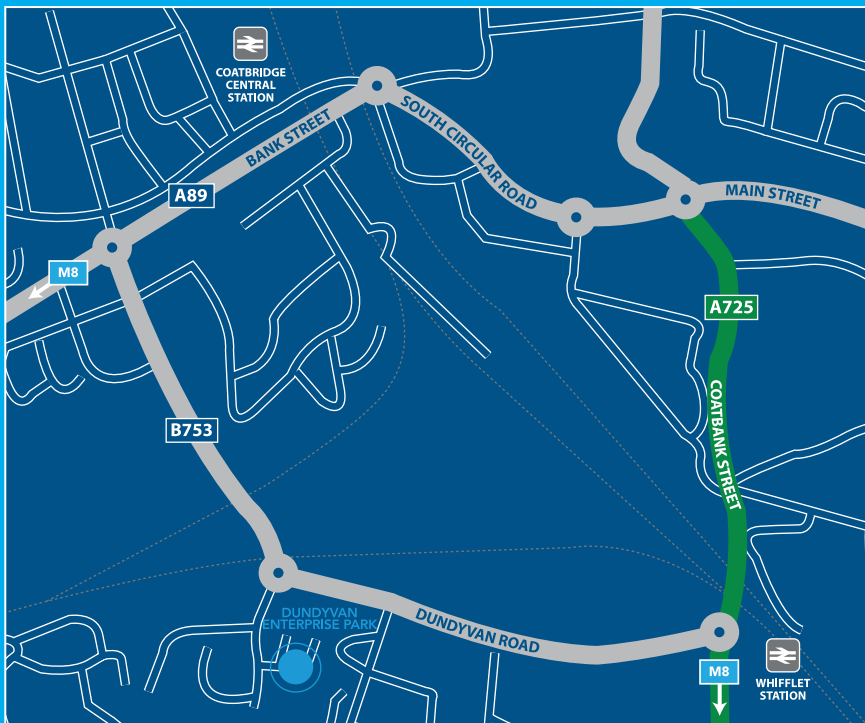 COATBRIDGE
CENTRAL
STATION
BANK STREET
SOUTH CIRCULAR ROAD
MAIN STREET
A89
M8
A725
B753
COATBANK STREET
DUNDYVAN
ENTERPRISE PARK
DUNDYVAN ROAD
M8
WHIFFLET
STATION